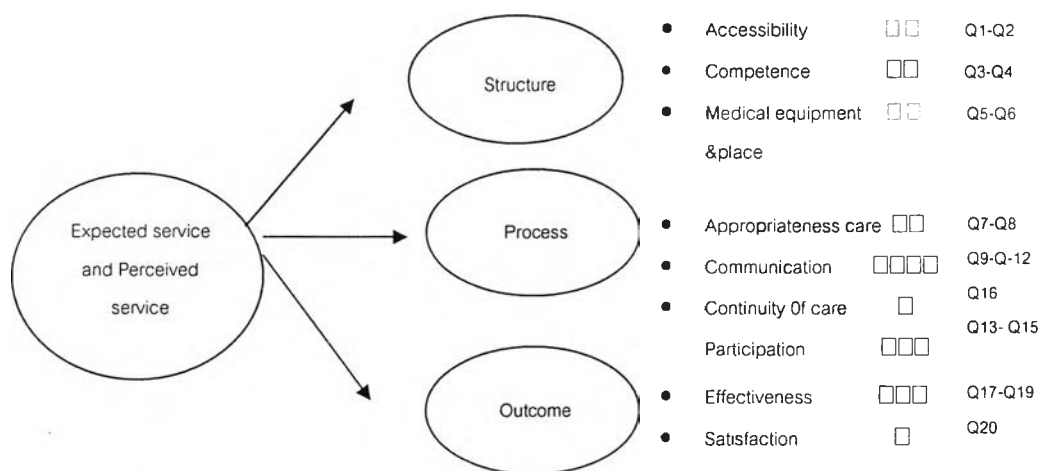 Expected service
and Perceived
service
Structure
Process
Outcome
• Accessibility □□ Q1-Q2
• Competence □□ Q3-Q4
• Medical equipment □□ Q5-Q6
&place
• Appropriateness care □□ Q7-Q8
• Communication □□□□ Q9-Q-12
• Continuity 0f care □ Q16
Participation □□□ Q13- Q15
• Effectiveness □□□ Q17-Q19
• Satisfaction □ Q20